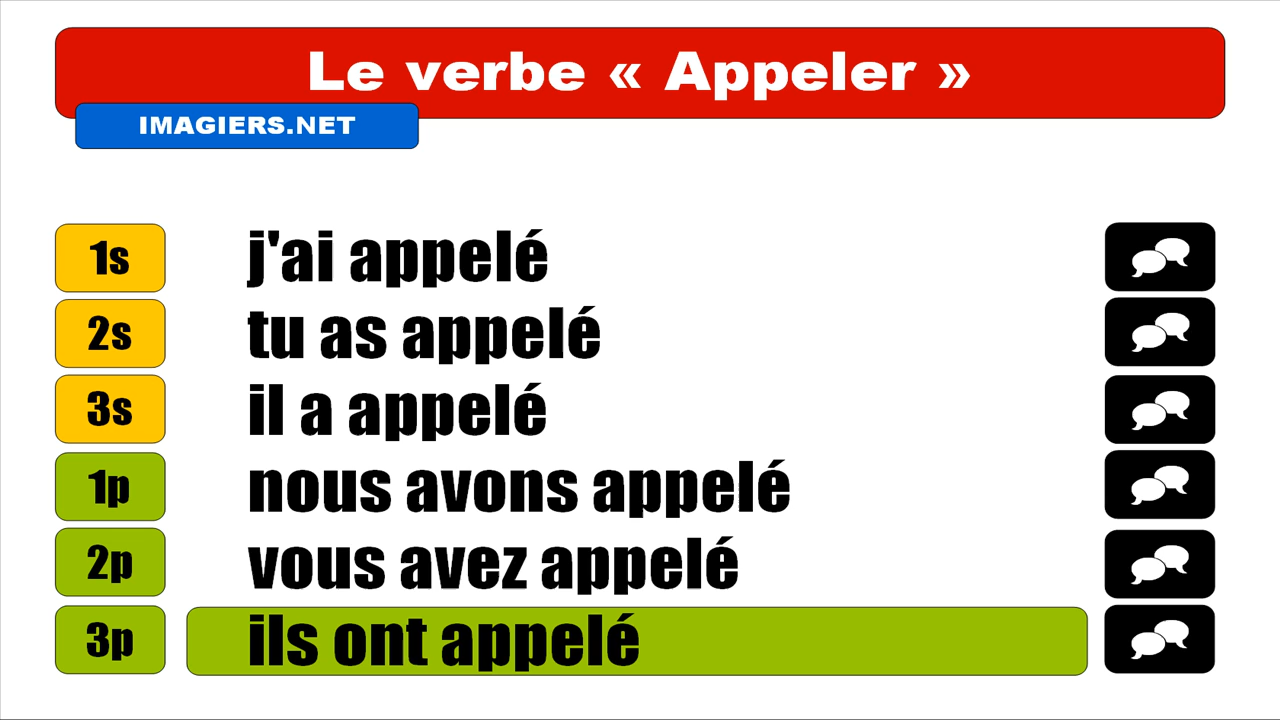 Le verbe « Appeler »
IMAGIERS.NET
1s j'ai appelé
2s tu as appelé
3s il a appelé
1p nous avons appelé
2p vous avez appelé
3p ils ont appelé